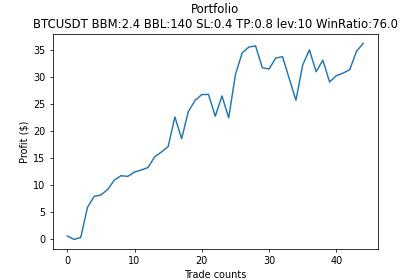 Portfolio
BTCUSDT BBM:2.4 BBL:140 SL:0.4 TP:0.8 lev:10 WinRatio:76.0
35
30
25
20
15
10
5
0
Profit ($)
0 10 20 30 40
Trade counts